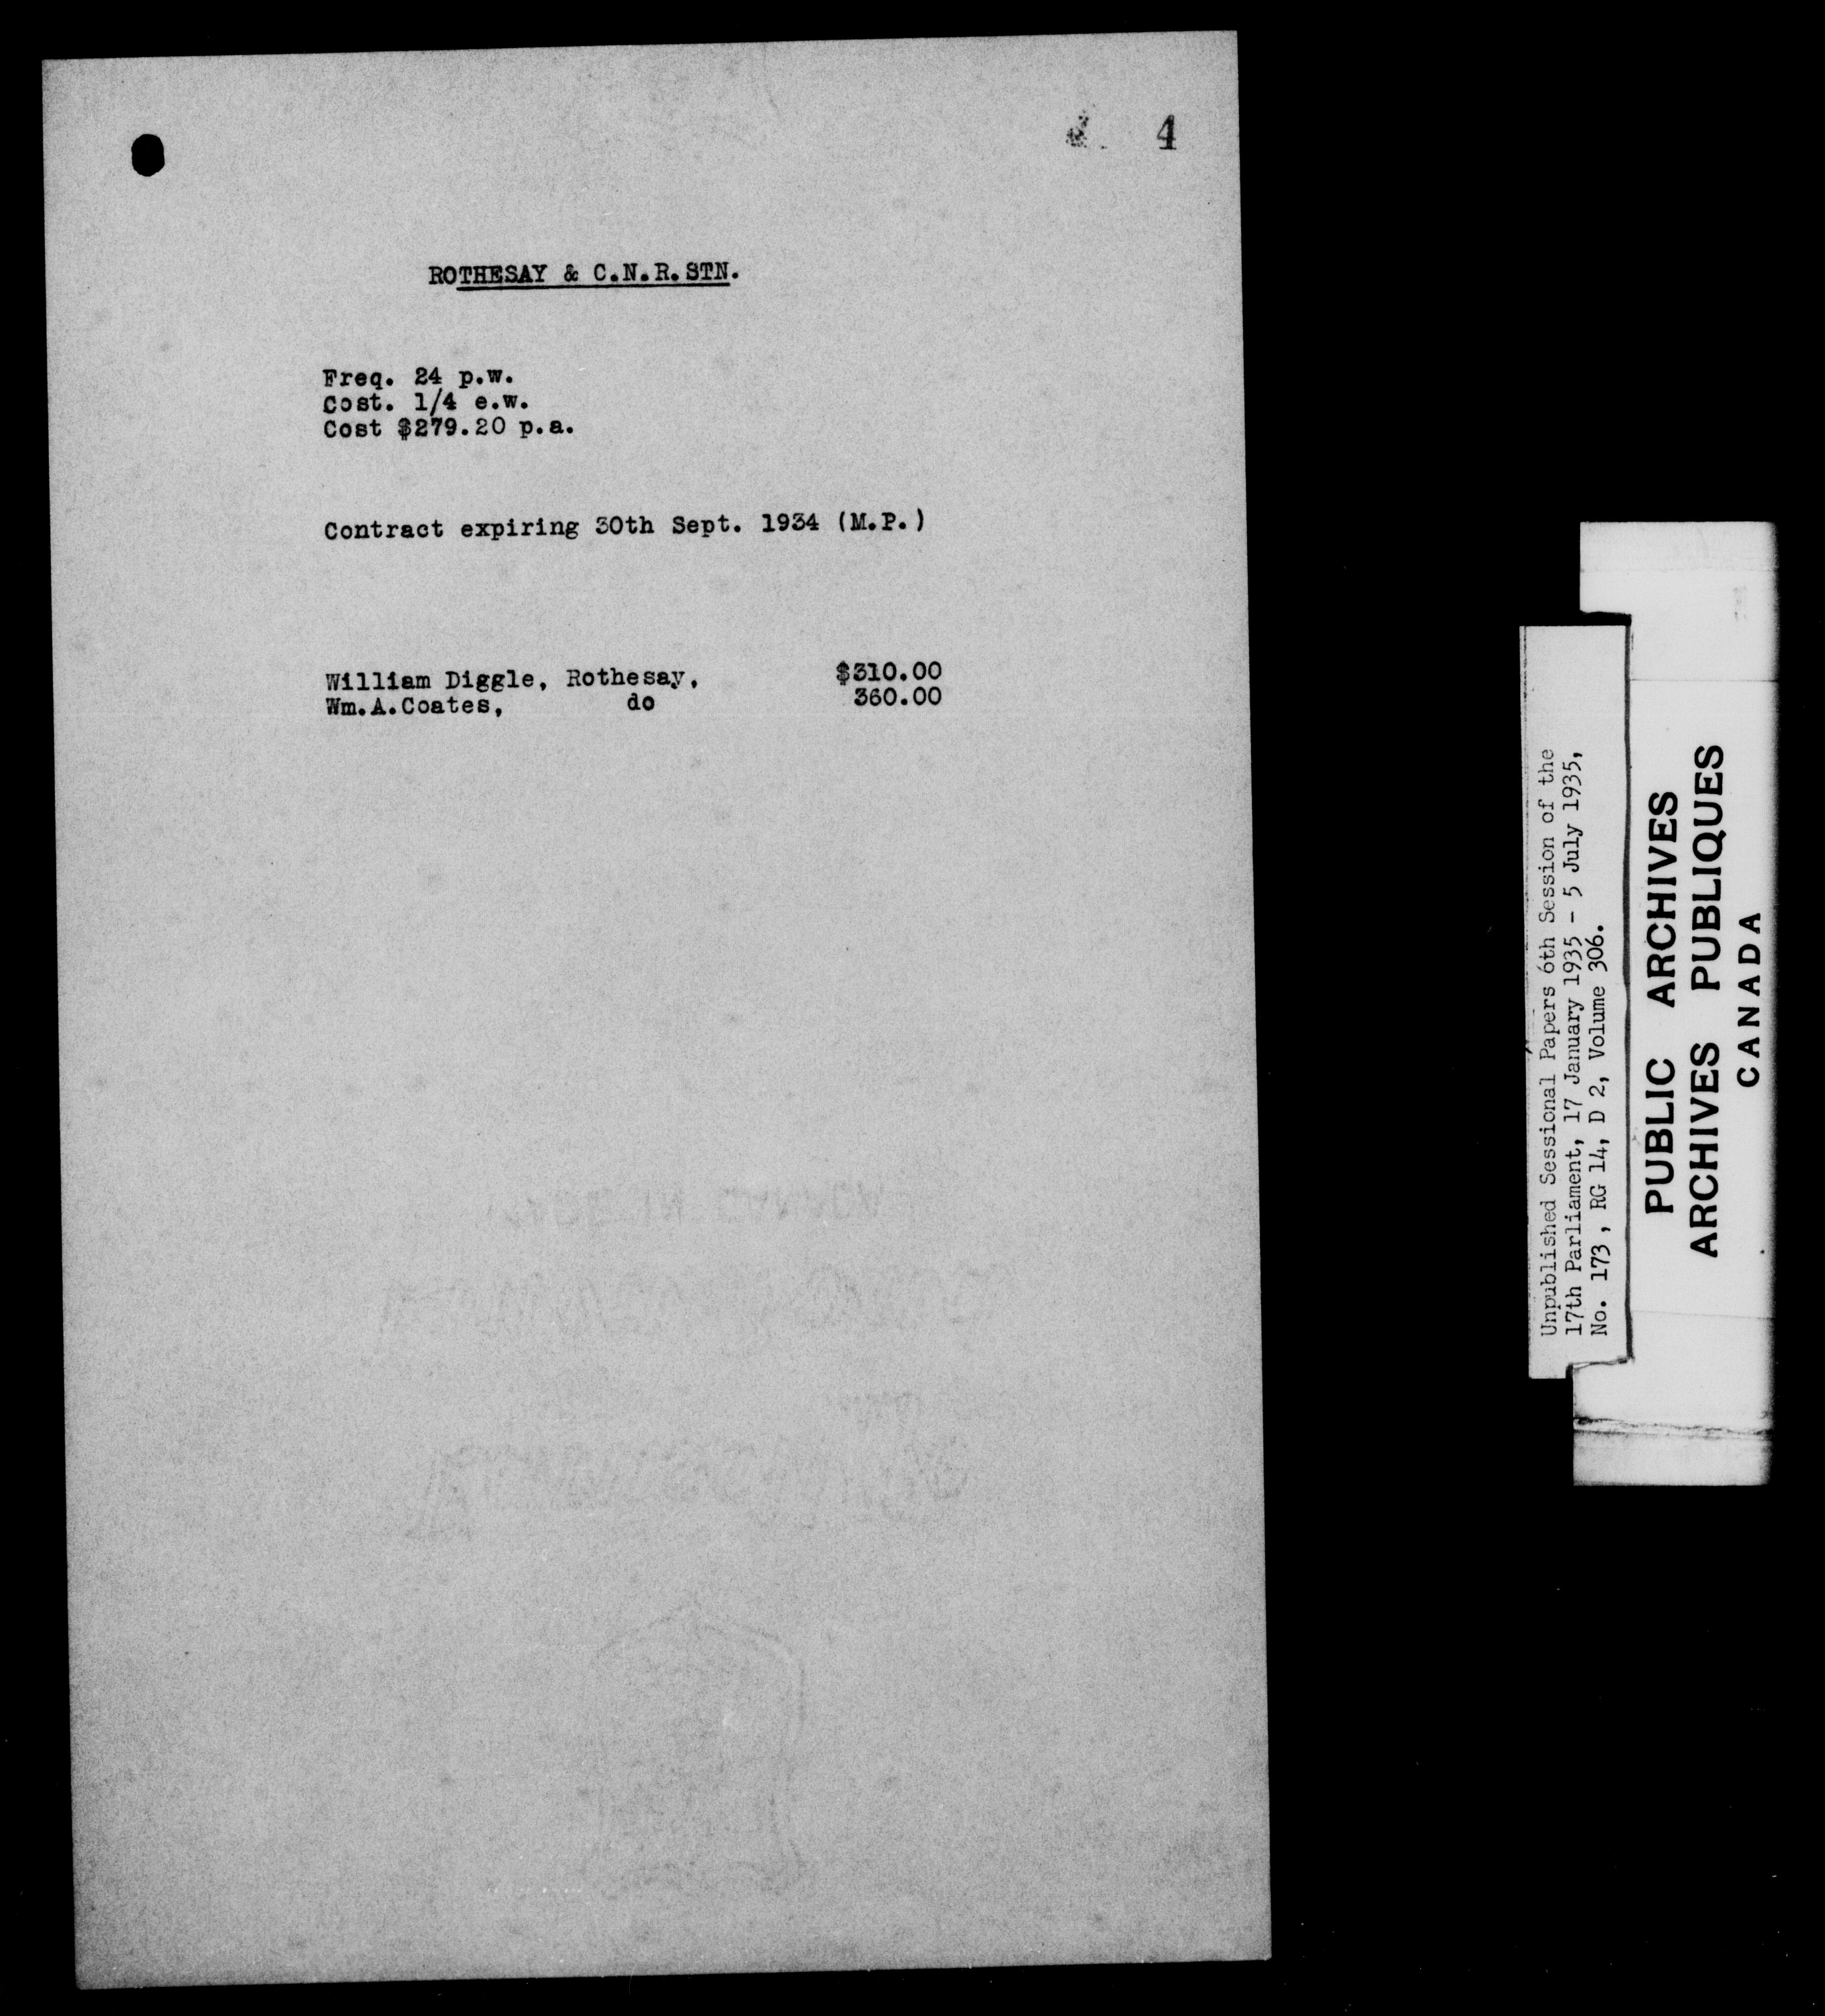 4
ROTHESAY & C.N.R.STN.
Freq. 24 p.w.
Cost. 1/4 e.w.
Cost $279.20 p.a.
Contract expiring 30th Sept. 1934 (M.P.)
William Diggle, Rothesay, $310.00
Wm.A.Coates, do 360.00
Unpublished Sessional Papers 6th Session of the
17th Parliament, 17 January 1935 - 5 July 1935,
No. 173, RG 14, D 2, Volume 306.
PUBLIC ARCHIVES
ARCHIVES PUBLIQUES
CANADA